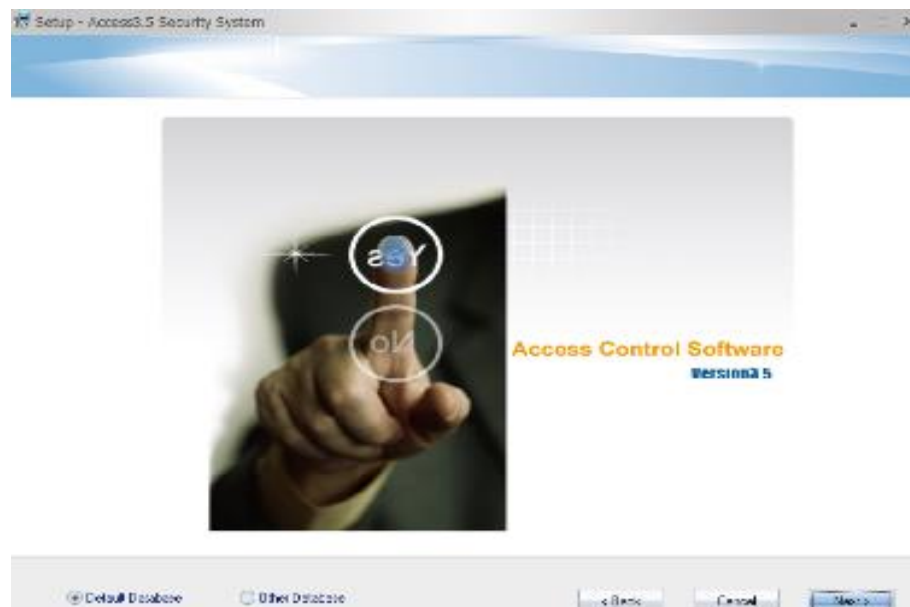 Setup - Access3.5 Security System
Yes
No
Access Control Software
Version3.5
Default Database
Other Database
< Back
Cancel
Next >